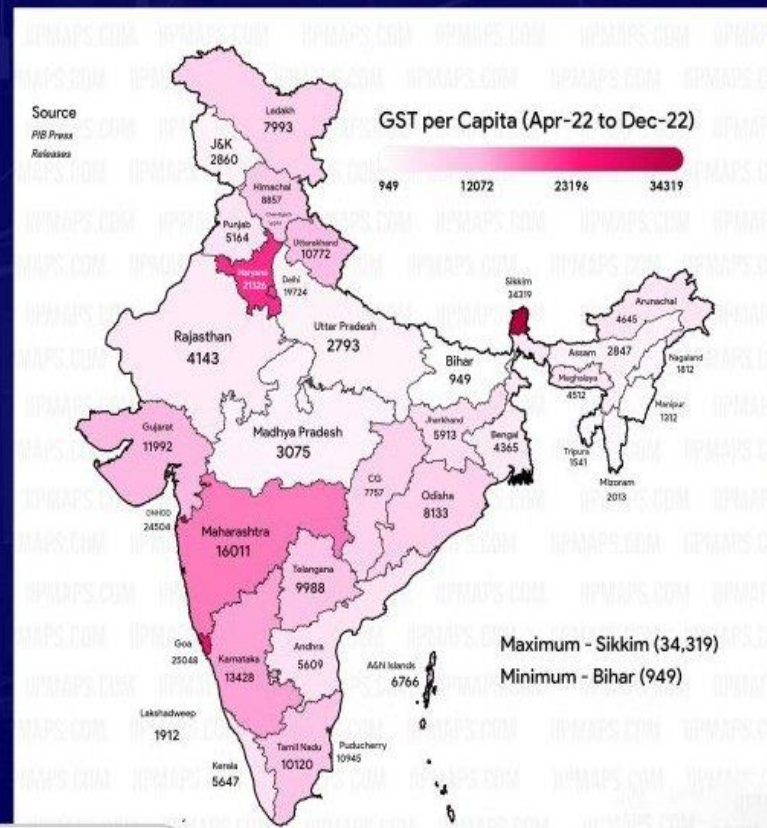 Source
PIB Press
Releases
GST per Capita (Apr-22 to Dec-22)
949 12072 23196 34319
Ladakh
7993
J&K
2860
Himachal
8857
Punjab
5164
Uttarakhand
10772
Haryana
21326
Delhi
19724
Sikkim
34319
Arunachal
4645
Rajasthan
4143
Uttar Pradesh
2793
Bihar
949
Assam 2847
Nagaland
1812
Meghalaya
4512
Manipur
1312
Tripura
1541
Mizoram
2013
Gujarat
11992
Madhya Pradesh
3075
Jharkhand
5913
Bengal
4365
CG
7757
Odisha
8133
DNHDD
24504
Maharashtra
16011
Telangana
9988
Goa
25048
Karnataka
13428
Andhra
5609
A&N Islands
6766
Maximum - Sikkim (34,319)
Minimum - Bihar (949)
Lakshadweep
1912
Kerala
5647
Tamil Nadu
10120
Puducherry
10945
IIPMAPS.COM